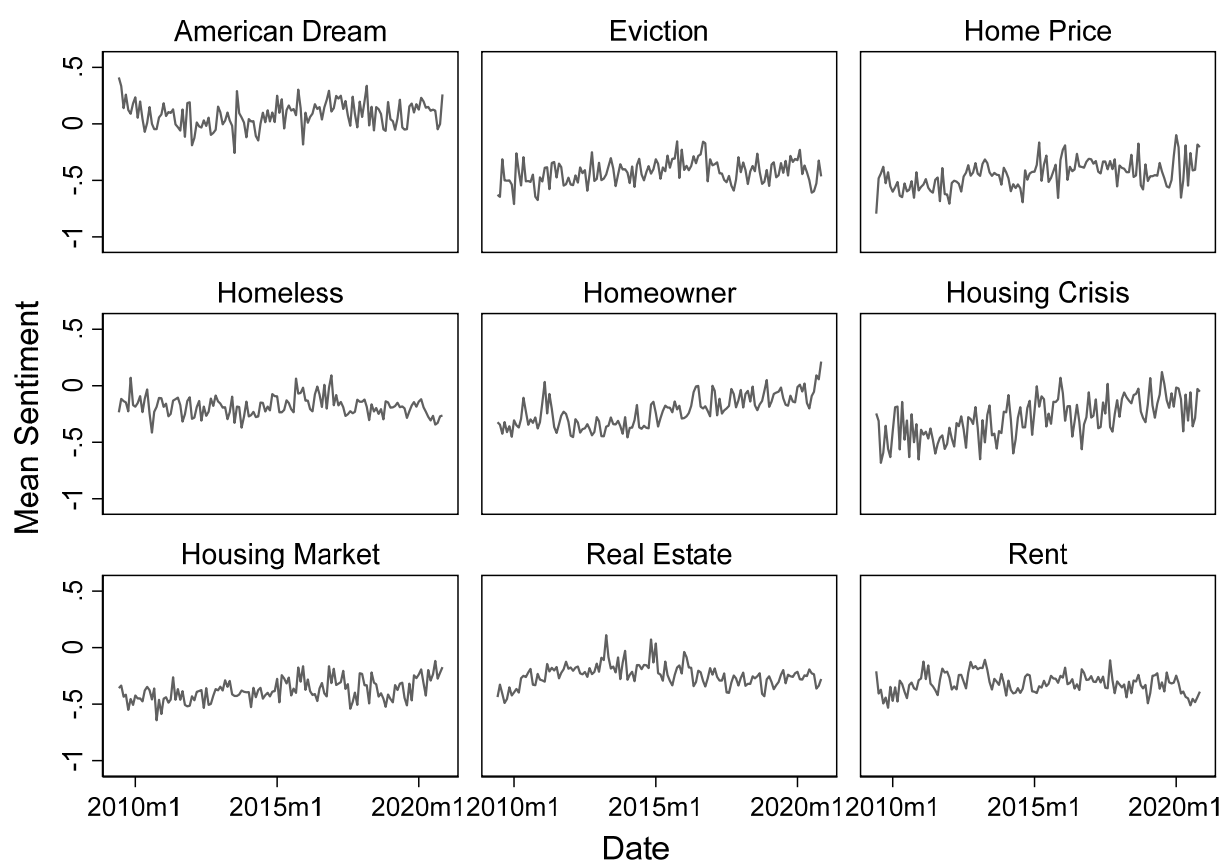 American Dream Eviction Home Price
.5
0
-.5
-1
Homeless Homeowner Housing Crisis
Mean Sentiment
.5
0
-.5
-1
Housing Market Real Estate Rent
.5
0
-.5
-1
2010m1 2015m1 2020m1 2010m1 2015m1 2020m1 2010m1 2015m1 2020m1
Date